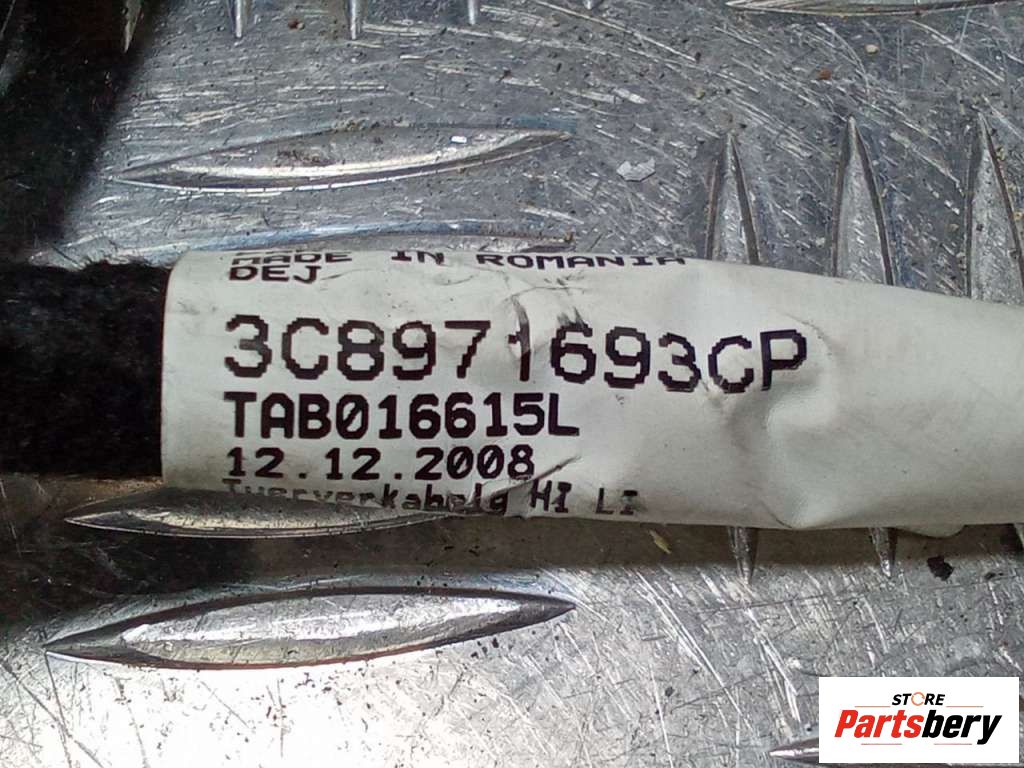 MADE IN ROMANIA
DEJ
3C8971693CP
TAB016615L
12.12.2008
HI LI
STORE
Partsbery